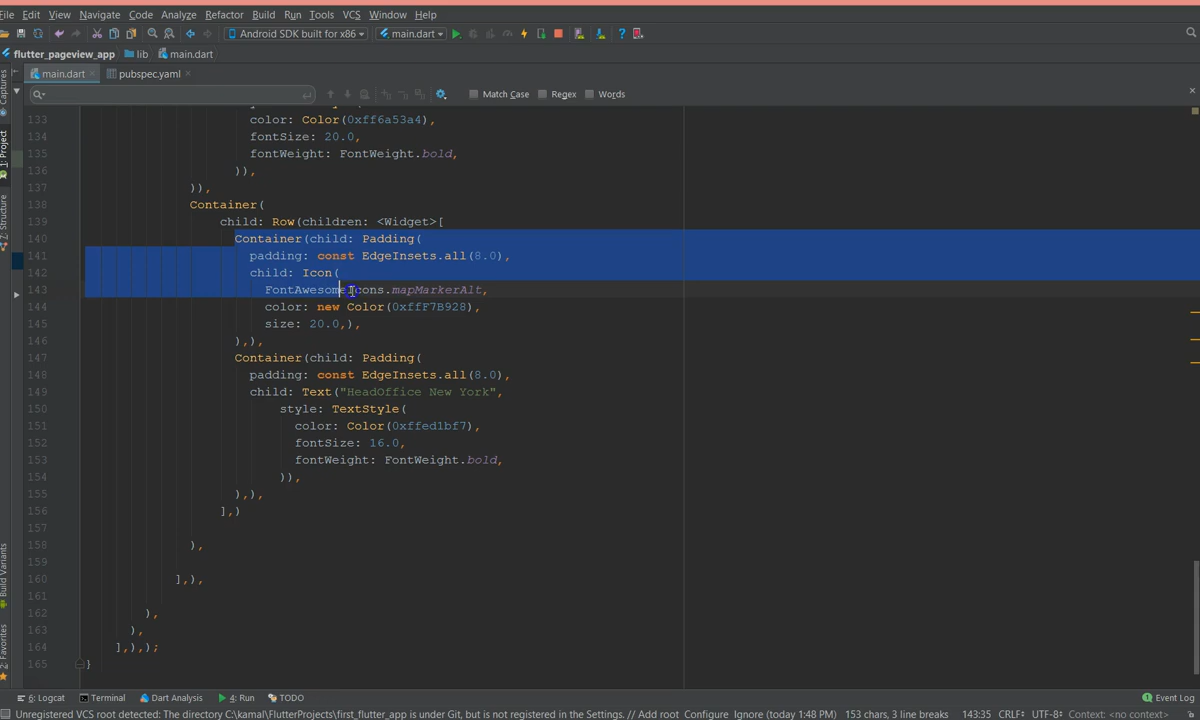 File Edit View Navigate Code Analyze Refactor Build Run Tools VCS Window Help
Android SDK built for x86 main.dart
flutter_pageview_app lib main.dart
main.dart pubspec.yaml
Match Case Regex Words
133 color: Color(0xff6a53a4),
134 fontSize: 20.0,
135 fontWeight: FontWeight.bold,
136 )),
137 )),
138 Container(
139 child: Row(children: <Widget>[
140 Container(child: Padding(
141 padding: const EdgeInsets.all(8.0),
142 child: Icon(
143 FontAwesomeIcons.mapMarkerAlt,
144 color: new Color(0xffF7B928),
145 size: 20.0,),
146 ),),
147 Container(child: Padding(
148 padding: const EdgeInsets.all(8.0),
149 child: Text("HeadOffice New York",
150 style: TextStyle(
151 color: Color(0xffed1bf7),
152 fontSize: 16.0,
153 fontWeight: FontWeight.bold,
154 )),
155 ),),
156 ],)
157
158 ),
159
160 ],),
161
162 ),
163 ),
164 ],),);
165 }
Captures
1: Project
7: Structure
Build Variants
2: Favorites
6: Logcat Terminal Dart Analysis 4: Run TODO Event Log
Unregistered VCS root detected: The directory C:\kamal\FlutterProjects\first_flutter_app is under Git, but is not registered in the Settings. // Add root Configure Ignore (today 1:48 PM) 153 chars, 3 line breaks 143:35 CRLF÷ UTF-8÷ Context: <no context>